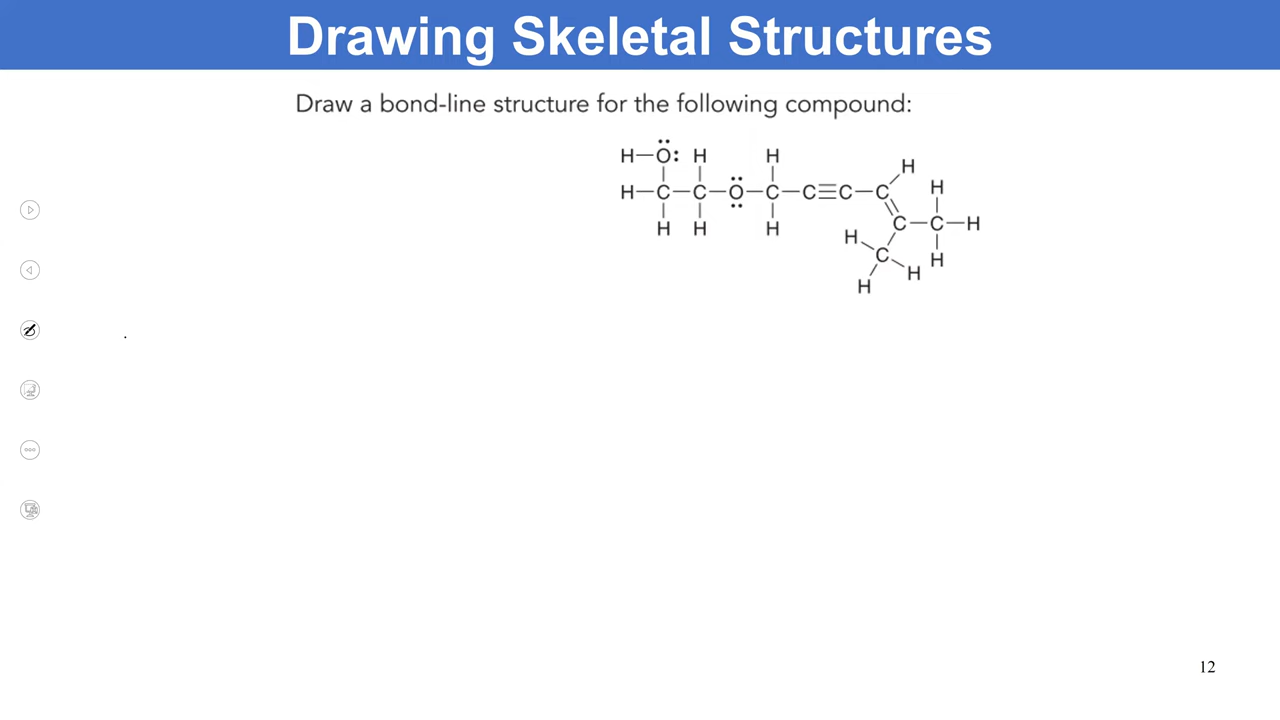 Drawing Skeletal Structures
Draw a bond-line structure for the following compound:
H—O: H H H
H—C—C—O—C—C≡C—C H
H H H H C—C—H
C H
H H
12